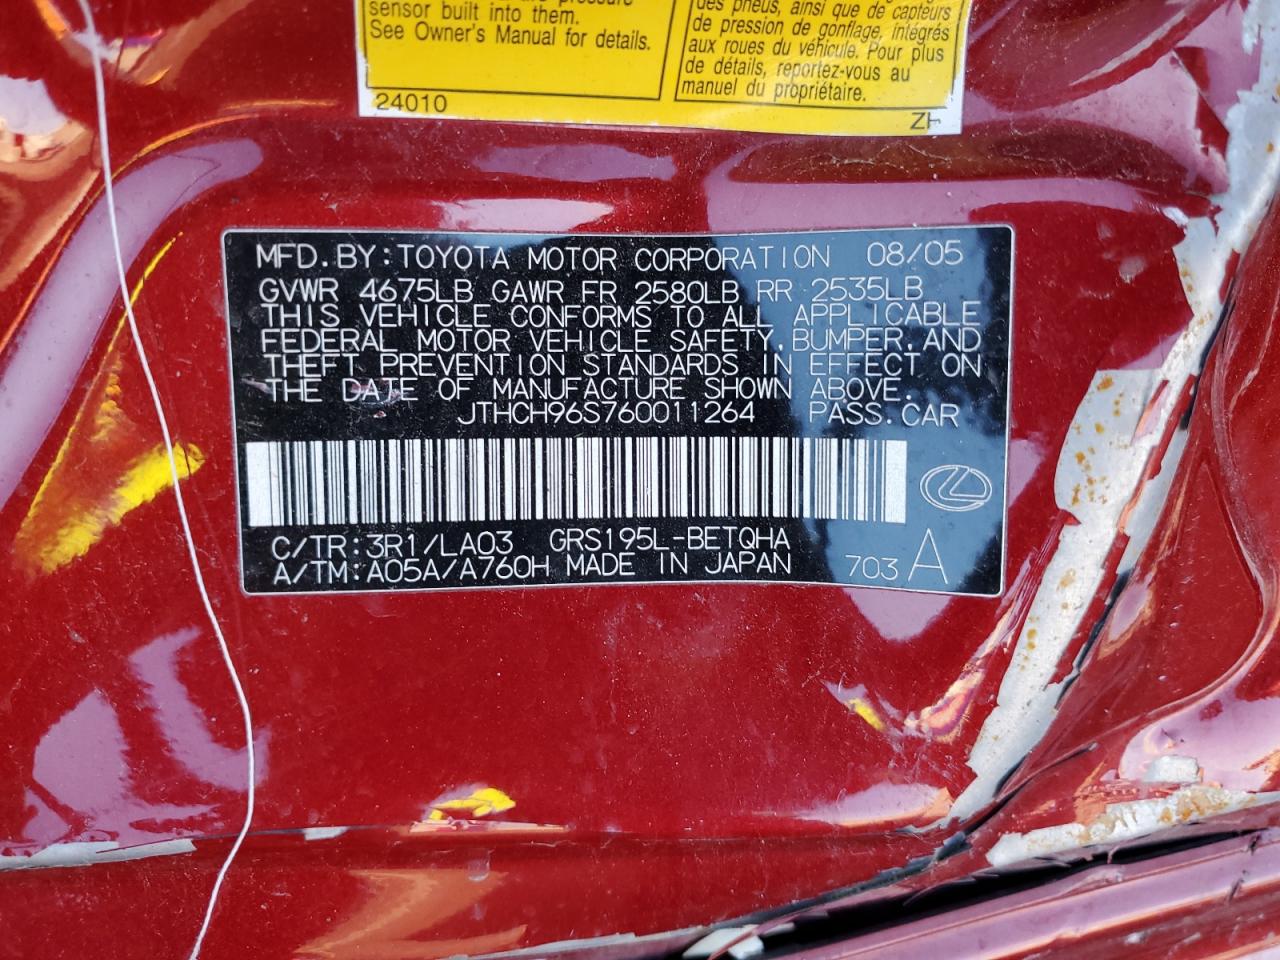 sensor built into them.
See Owner's Manual for details.
des pneus, ainsi que de capteurs
de pression de gonflage, intégrés
aux roues du véhicule. Pour plus
de détails, reportez-vous au
manuel du propriétaire.
24010
MFD.BY:TOYOTA MOTOR CORPORATION 08/05
GVWR 4675LB GAWR FR 2580LB RR 2535LB
THIS VEHICLE CONFORMS TO ALL APPLICABLE
FEDERAL MOTOR VEHICLE SAFETY,BUMPER,AND
THEFT PREVENTION STANDARDS IN EFFECT ON
THE DATE OF MANUFACTURE SHOWN ABOVE.
JTHCH96S760011264 PASS.CAR
C/TR:3R1/LA03 GRS195L-BETQHA
A/TM:A05A/A760H MADE IN JAPAN 703 A